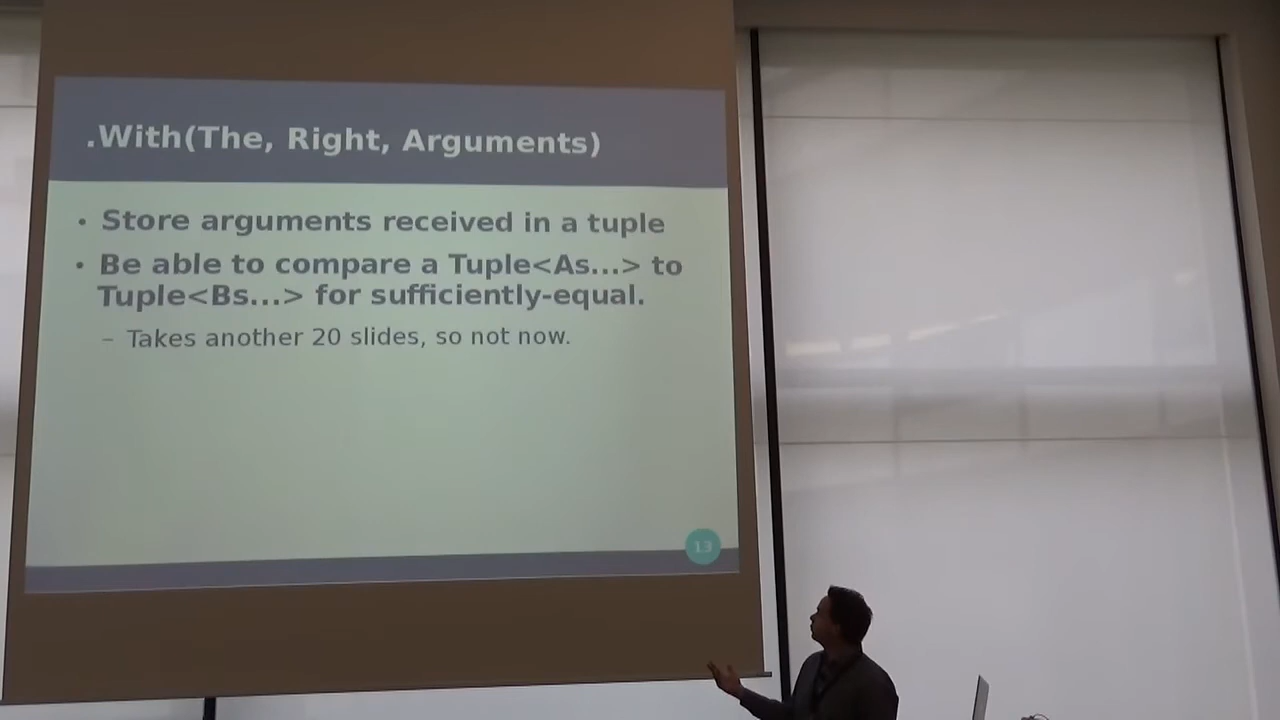 .With(The, Right, Arguments)
• Store arguments received in a tuple
• Be able to compare a Tuple<As...> to
Tuple<Bs...> for sufficiently-equal.
– Takes another 20 slides, so not now.
13